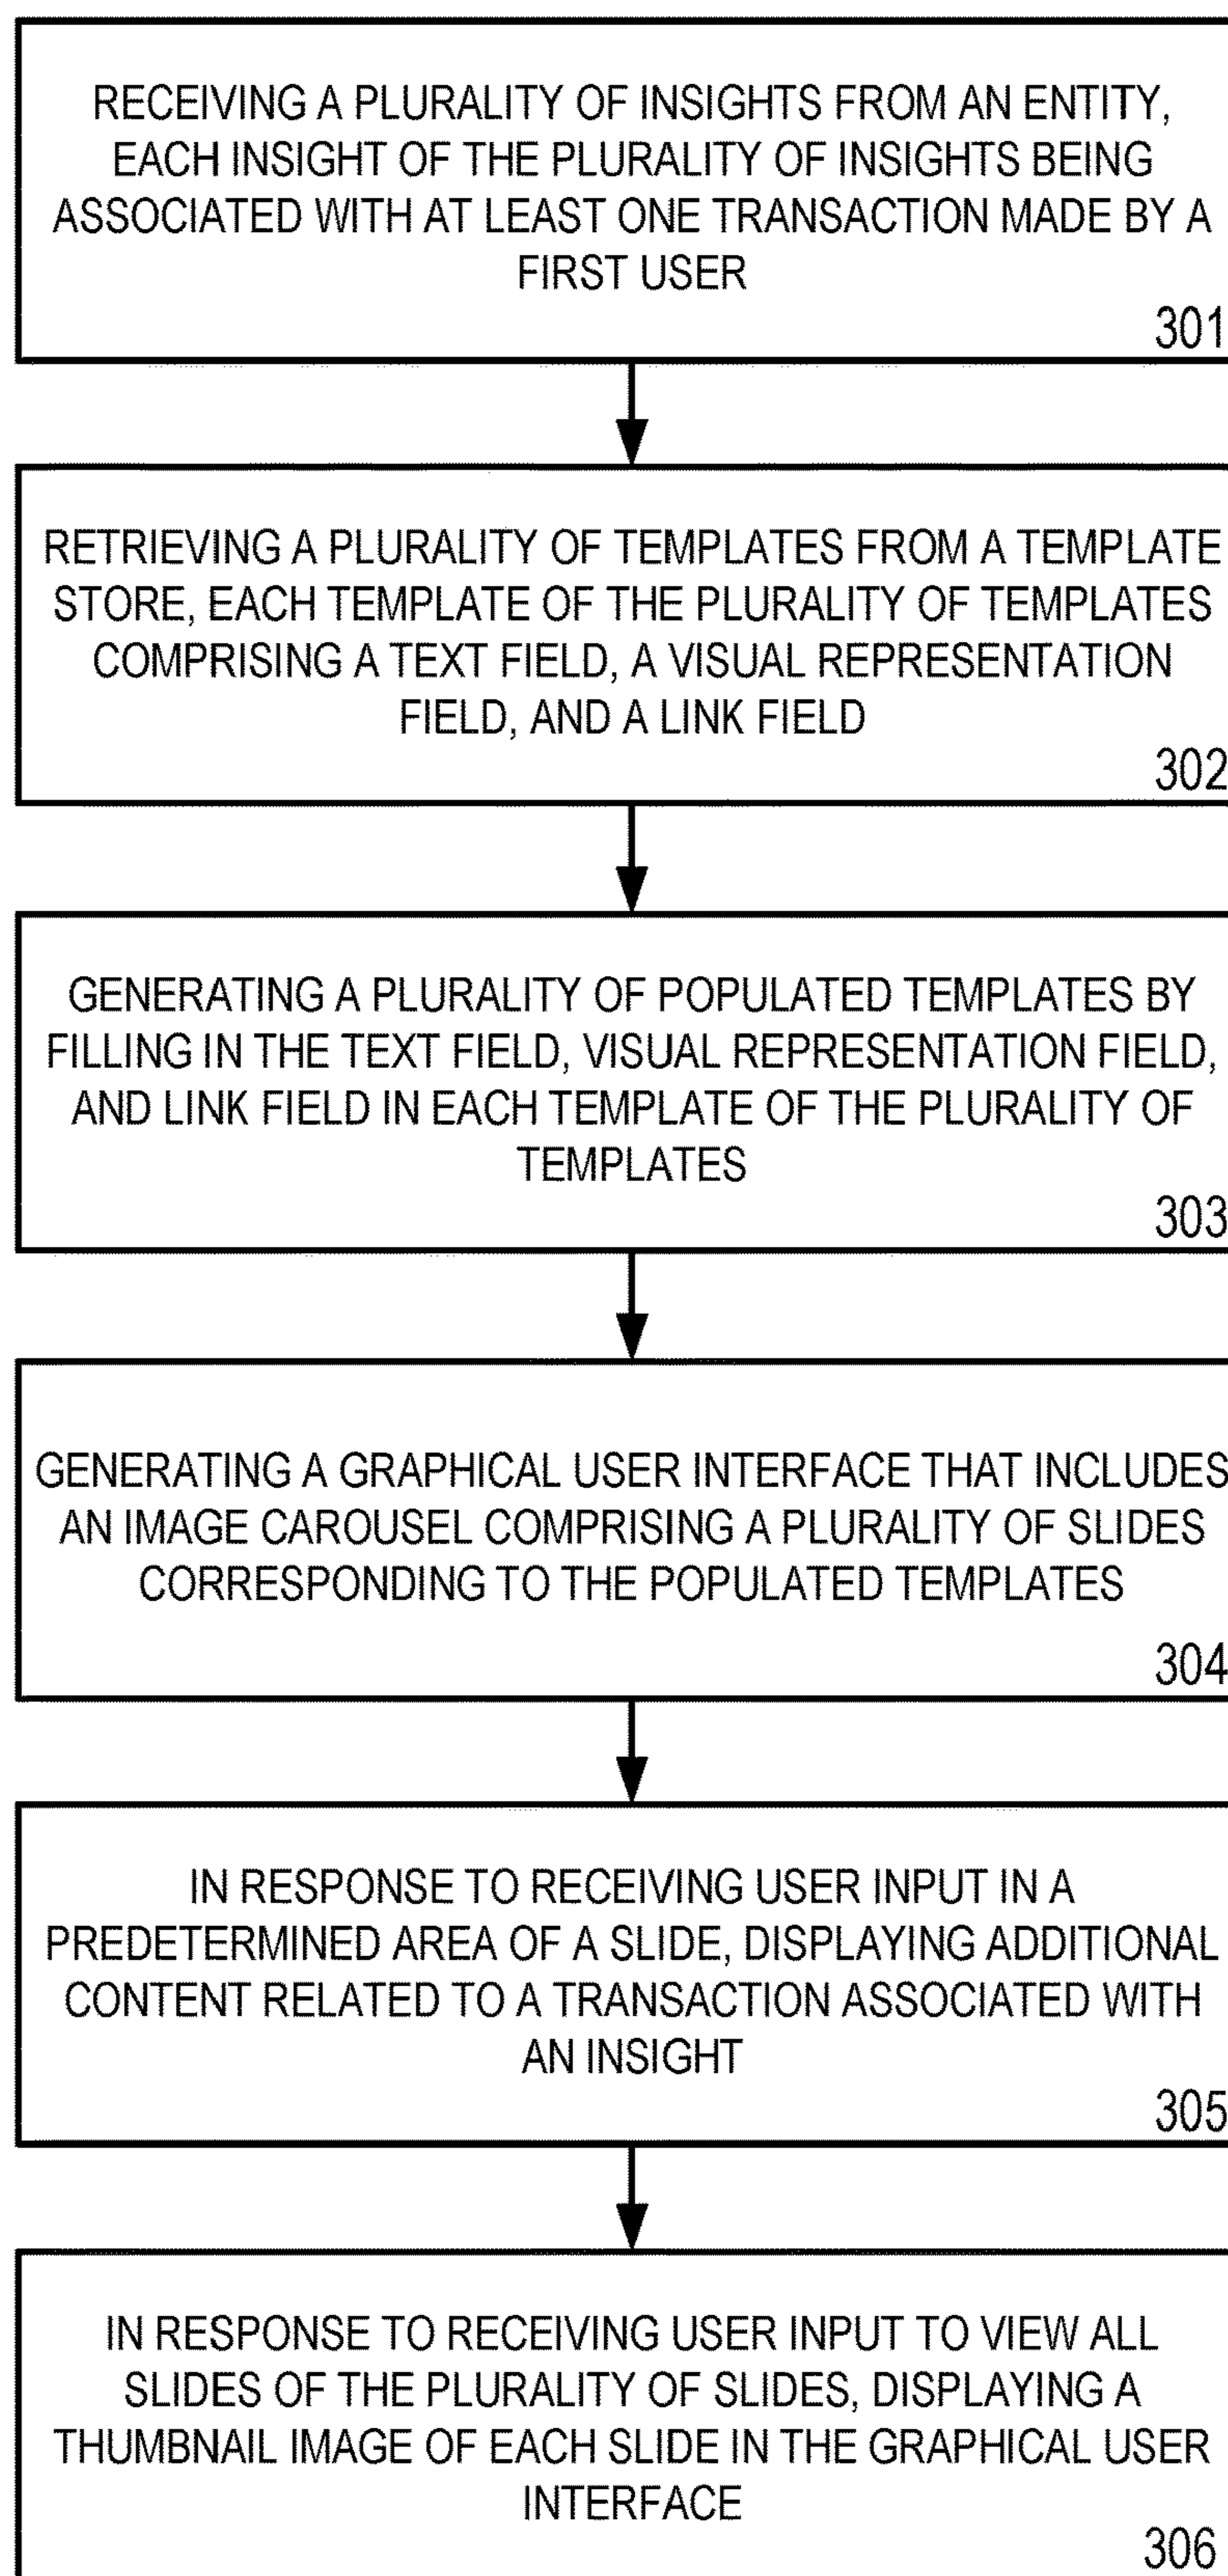 RECEIVING A PLURALITY OF INSIGHTS FROM AN ENTITY,
EACH INSIGHT OF THE PLURALITY OF INSIGHTS BEING
ASSOCIATED WITH AT LEAST ONE TRANSACTION MADE BY A
FIRST USER
301
RETRIEVING A PLURALITY OF TEMPLATES FROM A TEMPLATE
STORE, EACH TEMPLATE OF THE PLURALITY OF TEMPLATES
COMPRISING A TEXT FIELD, A VISUAL REPRESENTATION
FIELD, AND A LINK FIELD
302
GENERATING A PLURALITY OF POPULATED TEMPLATES BY
FILLING IN THE TEXT FIELD, VISUAL REPRESENTATION FIELD,
AND LINK FIELD IN EACH TEMPLATE OF THE PLURALITY OF
TEMPLATES
303
GENERATING A GRAPHICAL USER INTERFACE THAT INCLUDES
AN IMAGE CAROUSEL COMPRISING A PLURALITY OF SLIDES
CORRESPONDING TO THE POPULATED TEMPLATES
304
IN RESPONSE TO RECEIVING USER INPUT IN A
PREDETERMINED AREA OF A SLIDE, DISPLAYING ADDITIONAL
CONTENT RELATED TO A TRANSACTION ASSOCIATED WITH
AN INSIGHT
305
IN RESPONSE TO RECEIVING USER INPUT TO VIEW ALL
SLIDES OF THE PLURALITY OF SLIDES, DISPLAYING A
THUMBNAIL IMAGE OF EACH SLIDE IN THE GRAPHICAL USER
INTERFACE
306